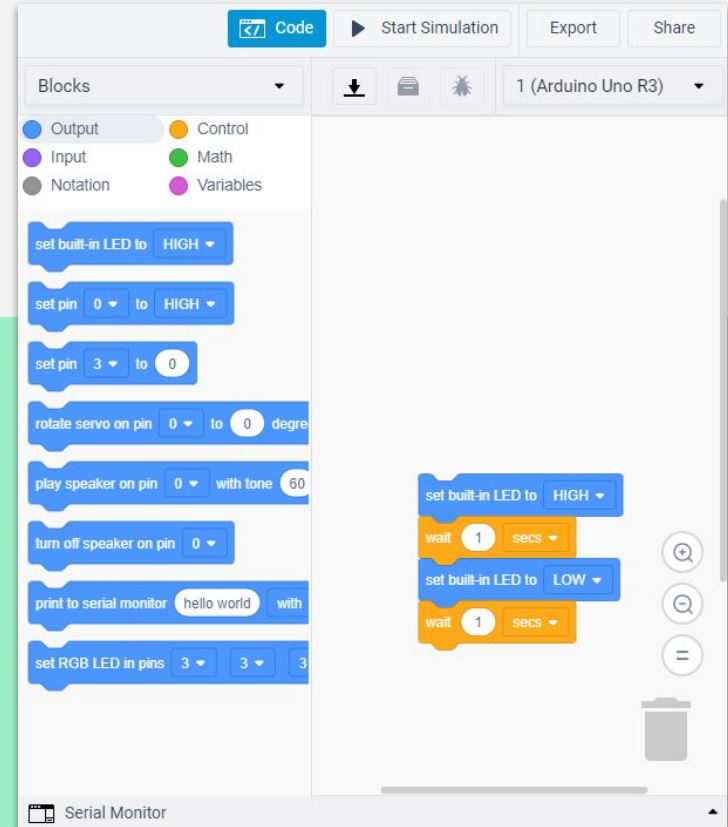 </> Code Start Simulation Export Share
Blocks 1 (Arduino Uno R3)
Output Control
Input Math
Notation Variables
set built-in LED to HIGH
set pin 0 to HIGH
set pin 3 to 0
rotate servo on pin 0 to 0 degre
play speaker on pin 0 with tone 60
turn off speaker on pin 0
print to serial monitor hello world with
set RGB LED in pins 3 3 3
set built-in LED to HIGH
wait 1 secs
set built-in LED to LOW
wait 1 secs
=
Serial Monitor